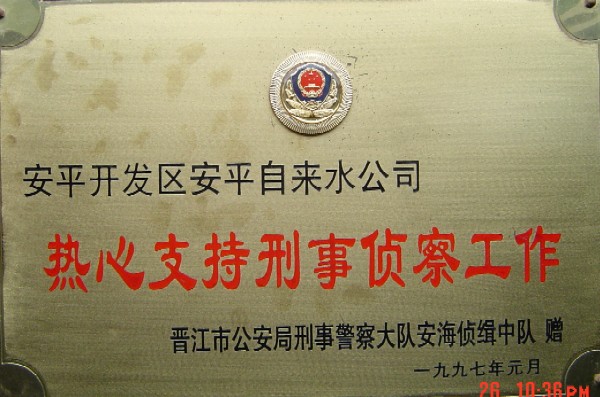 安平开发区安平自来水公司
热心支持刑事侦察工作
晋江市公安局刑事警察大队安海侦缉中队 赠
一九九七年元月
26 10:36PM